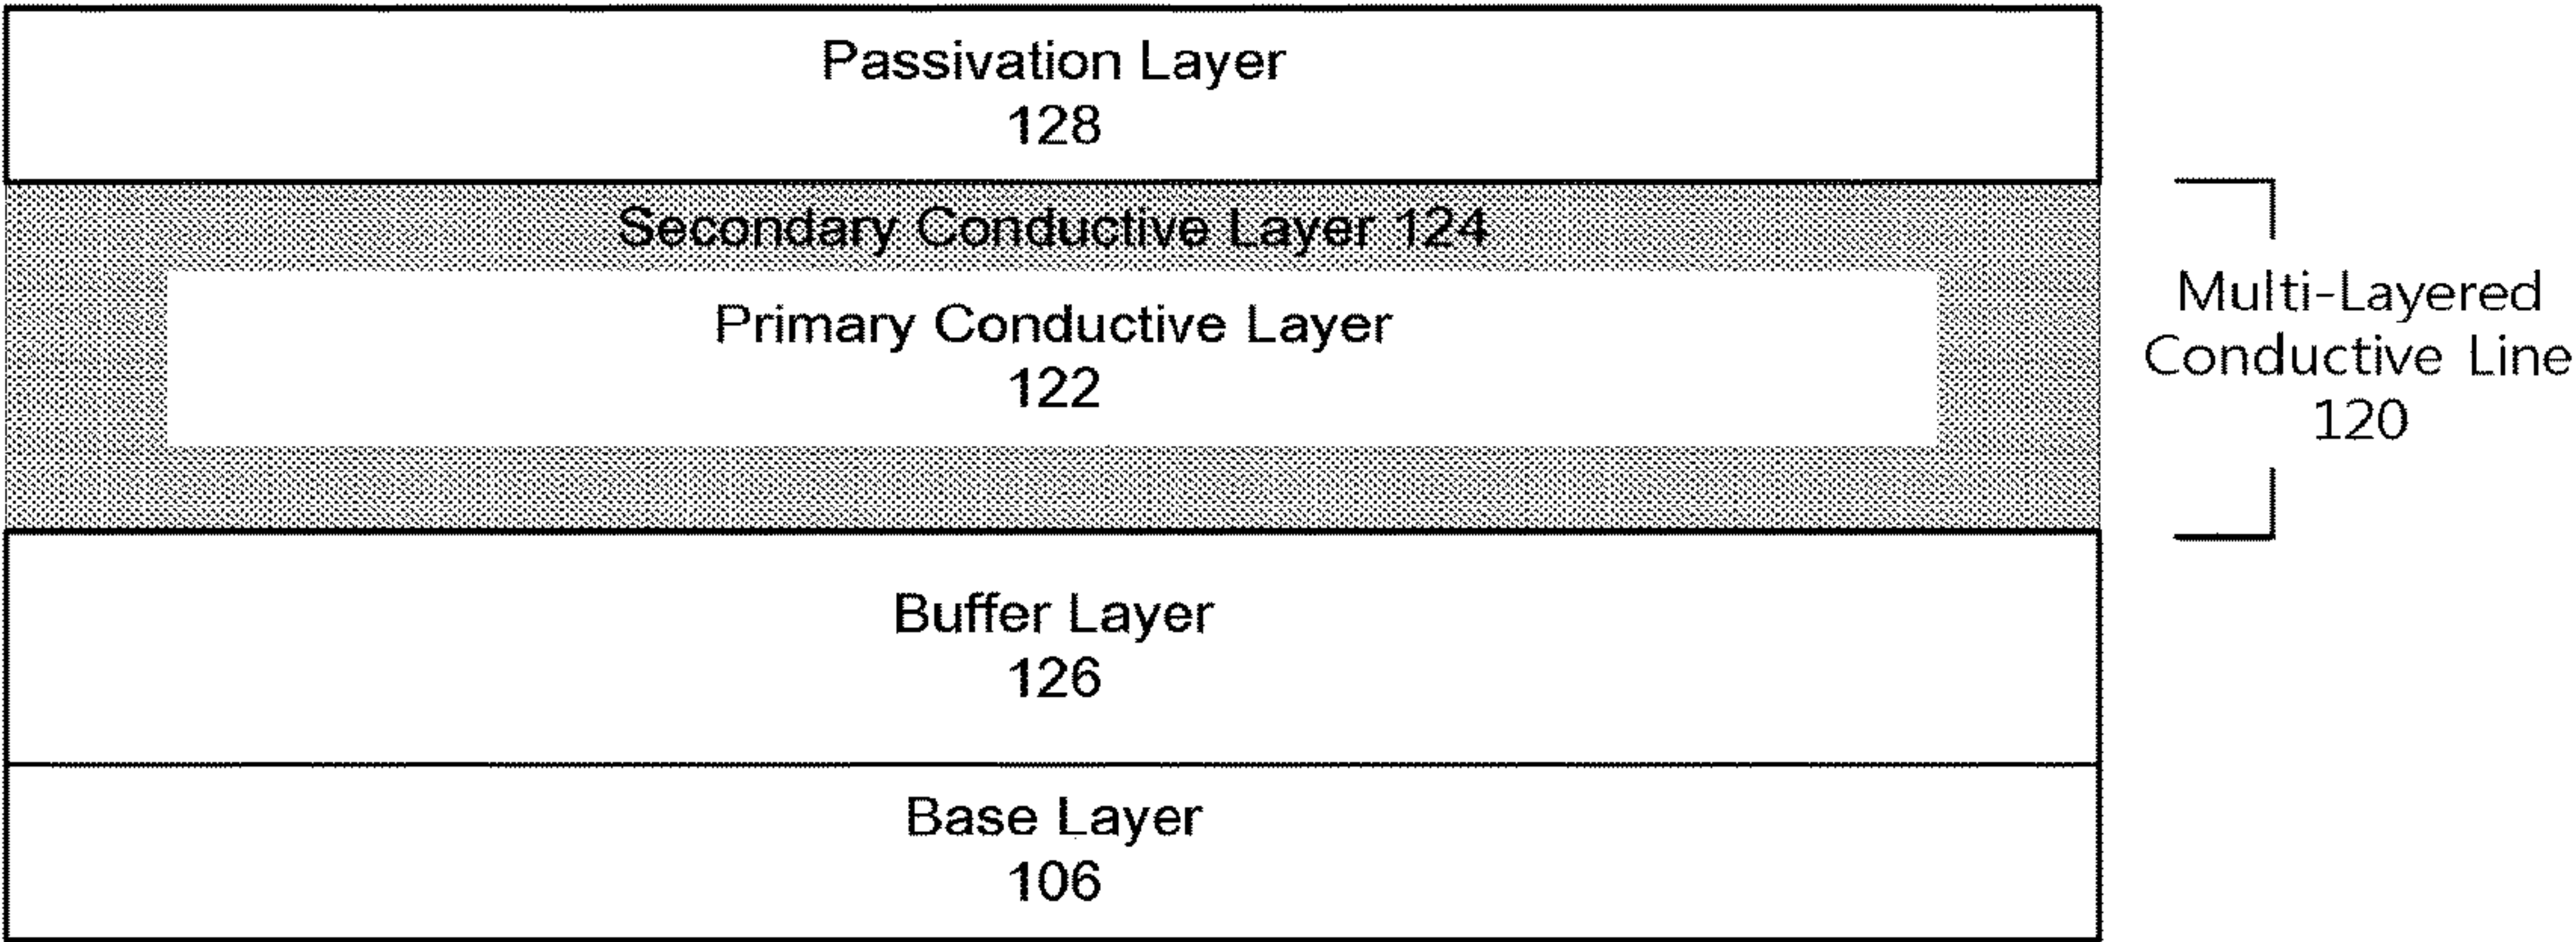 Passivation Layer
128
Secondary Conductive Layer 124
Primary Conductive Layer
122
Multi-Layered
Conductive Line
120
Buffer Layer
126
Base Layer
106